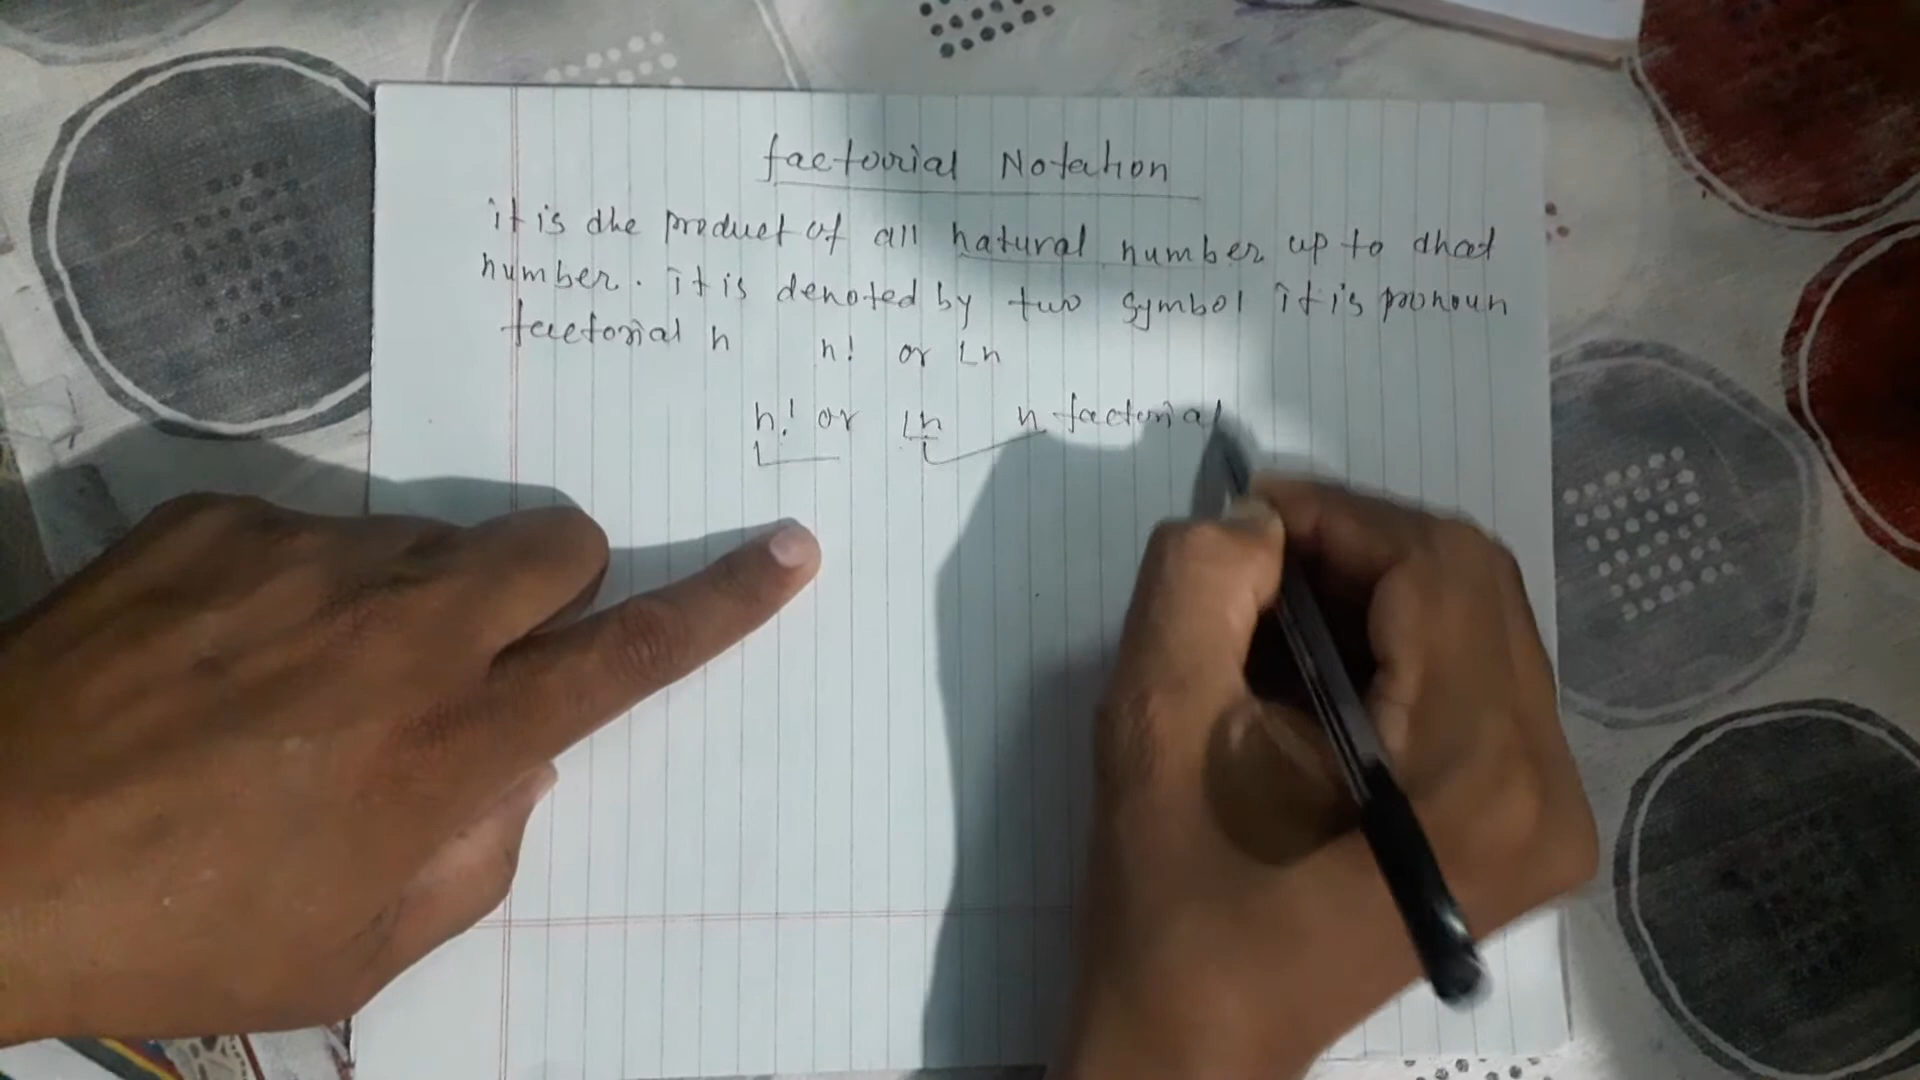 factorial Notation
it is dhe product of all natural number up to dhat
number. it is denoted by two symbol it is pronoun
factorial n n! or Ln
n! or Ln n factorial